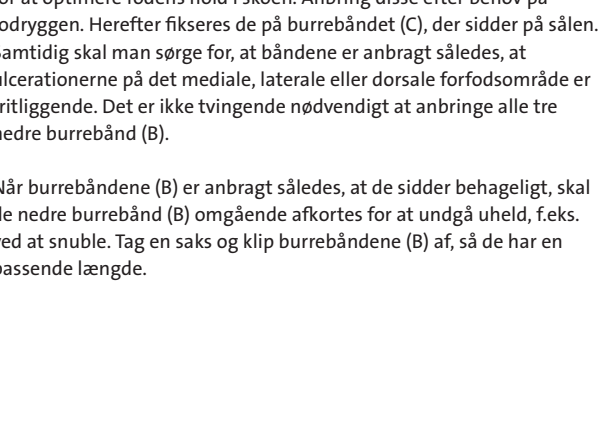 for at optimere fodens hold i skoen. Anbring disse efter behov på
fodryggen. Herefter fikseres de på burrebåndet (C), der sidder på sålen.
Samtidig skal man sørge for, at båndene er anbragt således, at
ulcerationerne på det mediale, laterale eller dorsale forfodsområde er
fritliggende. Det er ikke tvingende nødvendigt at anbringe alle tre
nedre burrebånd (B).
Når burrebåndene (B) er anbragt således, at de sidder behageligt, skal
de nedre burrebånd (B) omgående afkortes for at undgå uheld, f.eks.
ved at snuble. Tag en saks og klip burrebåndene (B) af, så de har en
passende længde.